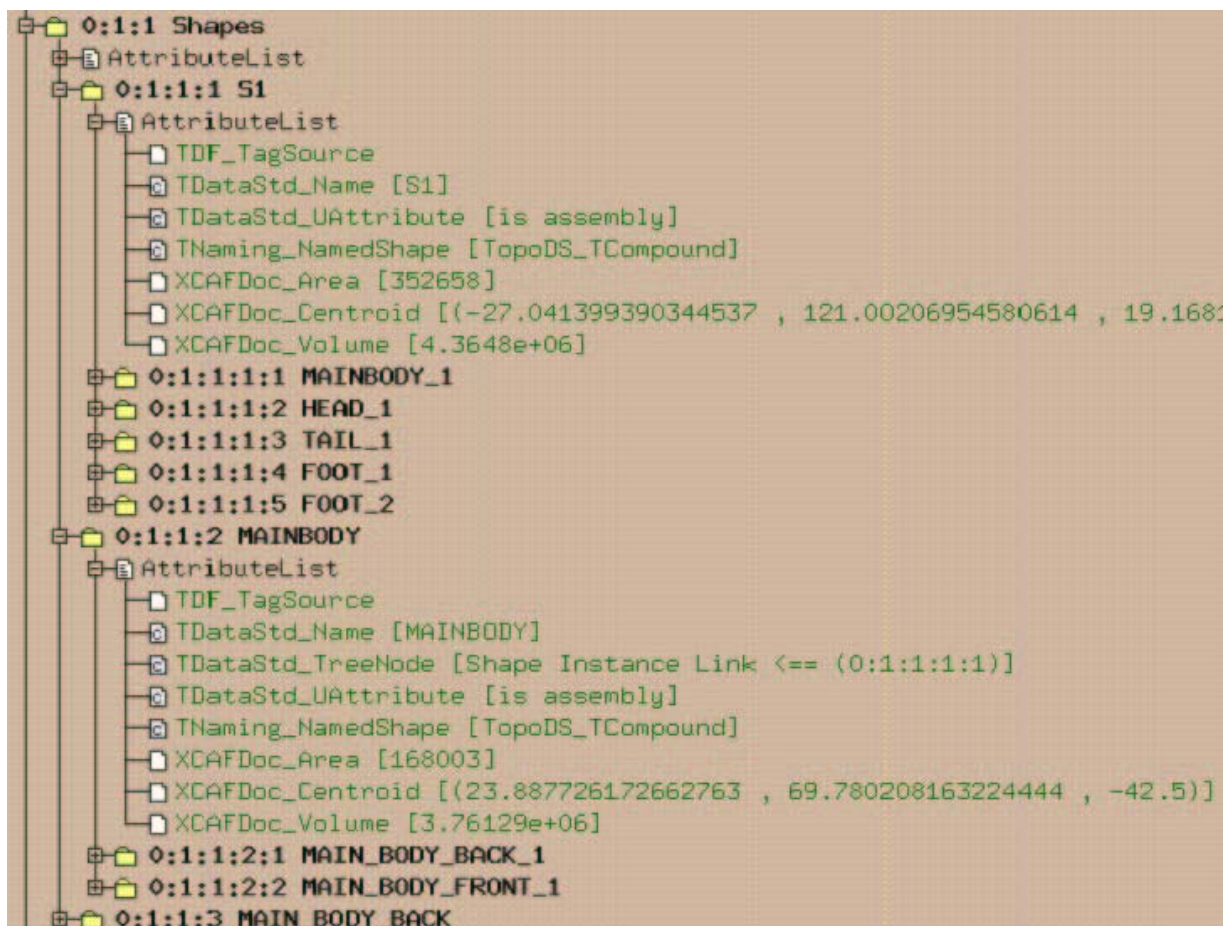 0:1:1 Shapes
AttributeList
0:1:1:1 S1
AttributeList
TDF_TagSource
TDataStd_Name [S1]
TDataStd_UAttribute [is assembly]
TNaming_NamedShape [TopoDS_TCompound]
XCAFDoc_Area [352658]
XCAFDoc_Centroid [(-27.041399390344537 , 121.00206954580614 , 19.1681
XCAFDoc_Volume [4.3648e+06]
0:1:1:1:1 MAINBODY_1
0:1:1:1:2 HEAD_1
0:1:1:1:3 TAIL_1
0:1:1:1:4 FOOT_1
0:1:1:1:5 FOOT_2
0:1:1:2 MAINBODY
AttributeList
TDF_TagSource
TDataStd_Name [MAINBODY]
TDataStd_TreeNode [Shape Instance Link <== (0:1:1:1:1)]
TDataStd_UAttribute [is assembly]
TNaming_NamedShape [TopoDS_TCompound]
XCAFDoc_Area [168003]
XCAFDoc_Centroid [(23.887726172662763 , 69.780208163224444 , -42.5)]
XCAFDoc_Volume [3.76129e+06]
0:1:1:2:1 MAIN_BODY_BACK_1
0:1:1:2:2 MAIN_BODY_FRONT_1
0:1:1:3 MAIN_BODY_BACK